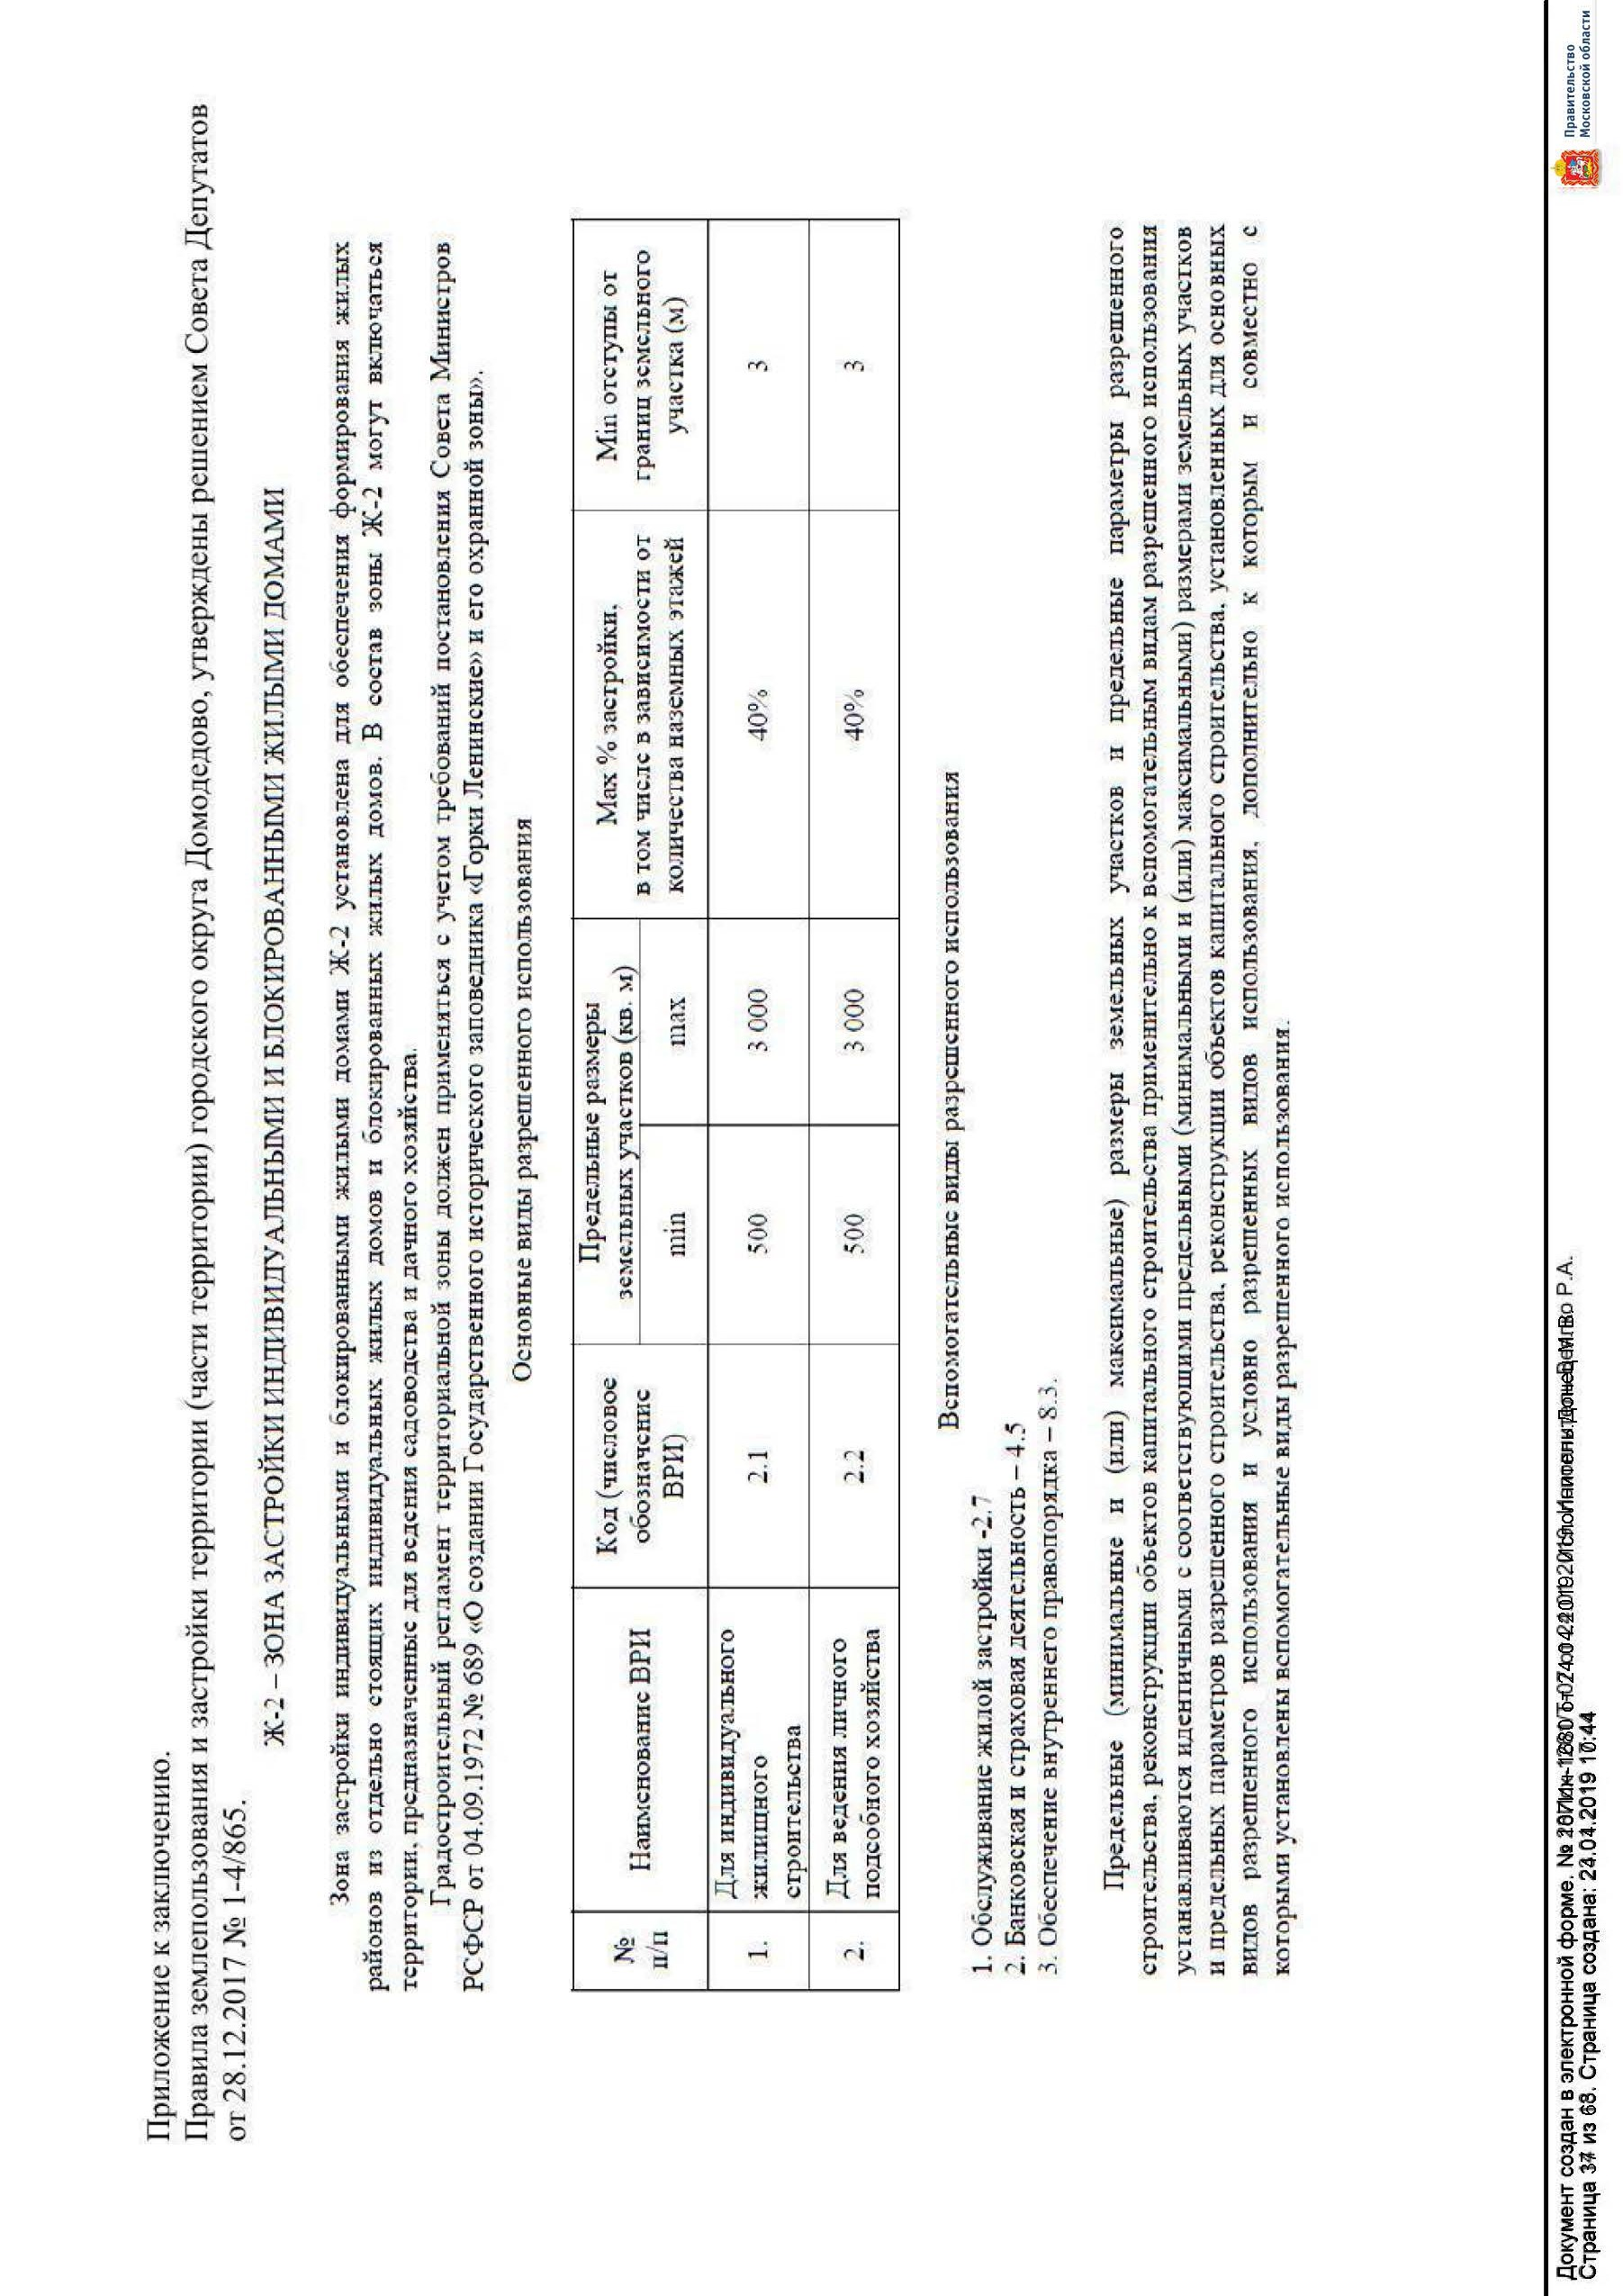 Приложение к заключению.
Правила землепользования и застройки территории (части территории) городского округа Домодедово, утверждены решением Совета Депутатов
от 28.12.2017 № 1-4/865.
Ж-2 – ЗОНА ЗАСТРОЙКИ ИНДИВИДУАЛЬНЫМИ И БЛОКИРОВАННЫМИ ЖИЛЫМИ ДОМАМИ
Зона застройки индивидуальными и блокированными жилыми домами Ж-2 установлена для обеспечения формирования жилых
районов из отдельно стоящих индивидуальных жилых домов и блокированных жилых домов. В состав зоны Ж-2 могут включаться
территории, предназначенные для ведения садоводства и дачного хозяйства.
Градостроительный регламент территориальной зоны должен применяться с учетом требований постановления Совета Министров
РСФСР от 04.09.1972 № 689 «О создании Государственного исторического заповедника «Горки Ленинские» и его охранной зоны».
Основные виды разрешенного использования
№
п/п
Наименование ВРИ
Код (числовое
обозначение
ВРИ)
Предельные размеры
земельных участков (кв. м)
min
max
Max % застройки,
в том числе в зависимости от
количества наземных этажей
Min отступы от
границ земельного
участка (м)
1.
Для индивидуального
жилищного
строительства
2.1
500
3 000
40%
3
2.
Для ведения личного
подсобного хозяйства
2.2
500
3 000
40%
3
Вспомогательные виды разрешенного использования
1. Обслуживание жилой застройки -2.7
2. Банковская и страховая деятельность – 4.5
3. Обеспечение внутреннего правопорядка – 8.3.
Предельные (минимальные и (или) максимальные) размеры земельных участков и предельные параметры разрешенного
строительства, реконструкции объектов капитального строительства применительно к вспомогательным видам разрешенного использования
устанавливаются идентичными с соответствующими предельными (минимальными и (или) максимальными) размерами земельных участков
и предельных параметров разрешенного строительства, реконструкции объектов капитального строительства, установленных для основных
видов разрешенного использования и условно разрешенных видов использования, дополнительно к которым и совместно с
которыми установлены вспомогательные виды разрешенного использования.
Документ создан в электронной форме. №
Страница из 68. Страница создана: 24.04.2019
Правительство
Московской области